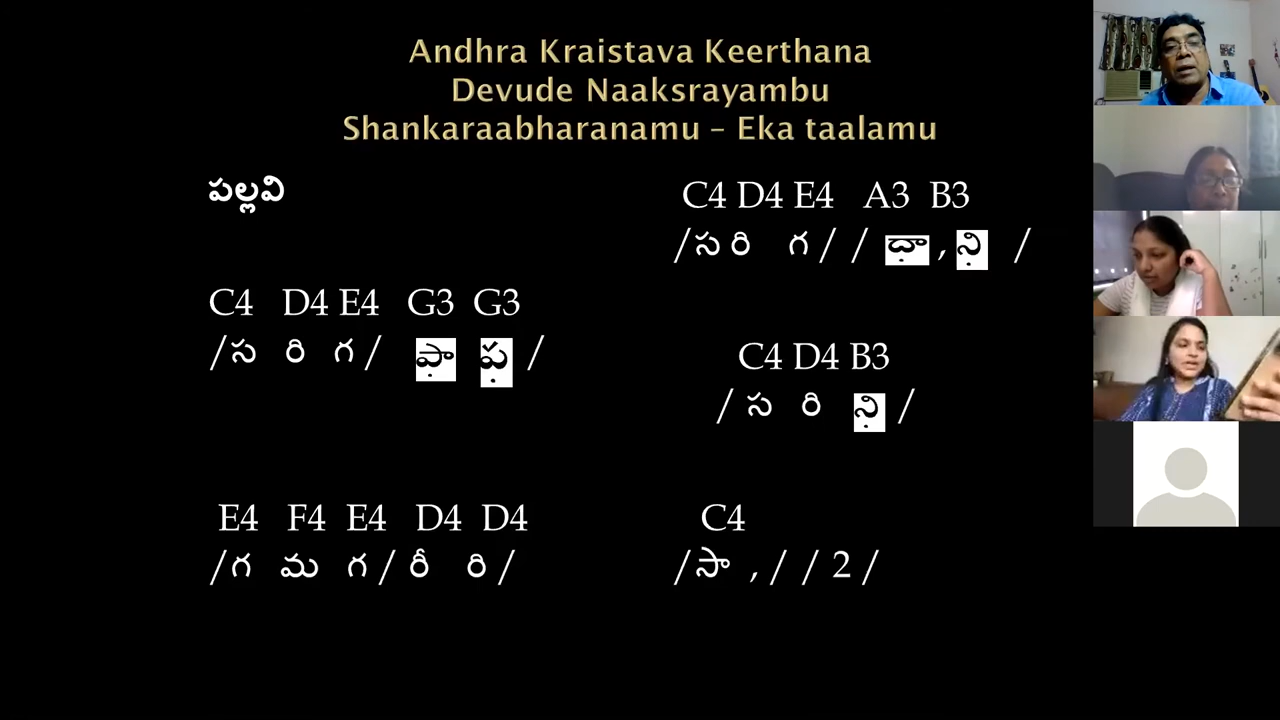 Andhra Kraistava Keerthana
Devude Naaksrayambu
Shankaraabharanamu – Eka taalamu
పల్లవి
C4 D4 E4 G3 G3
/స రి గ/ పా ప /
E4 F4 E4 D4 D4
/గ మ గ/ రీ రి/
C4 D4 E4 A3 B3
/స రి గ/ / దా , ని /
C4 D4 B3
/ స రి ని /
C4
/సా , / / 2 /